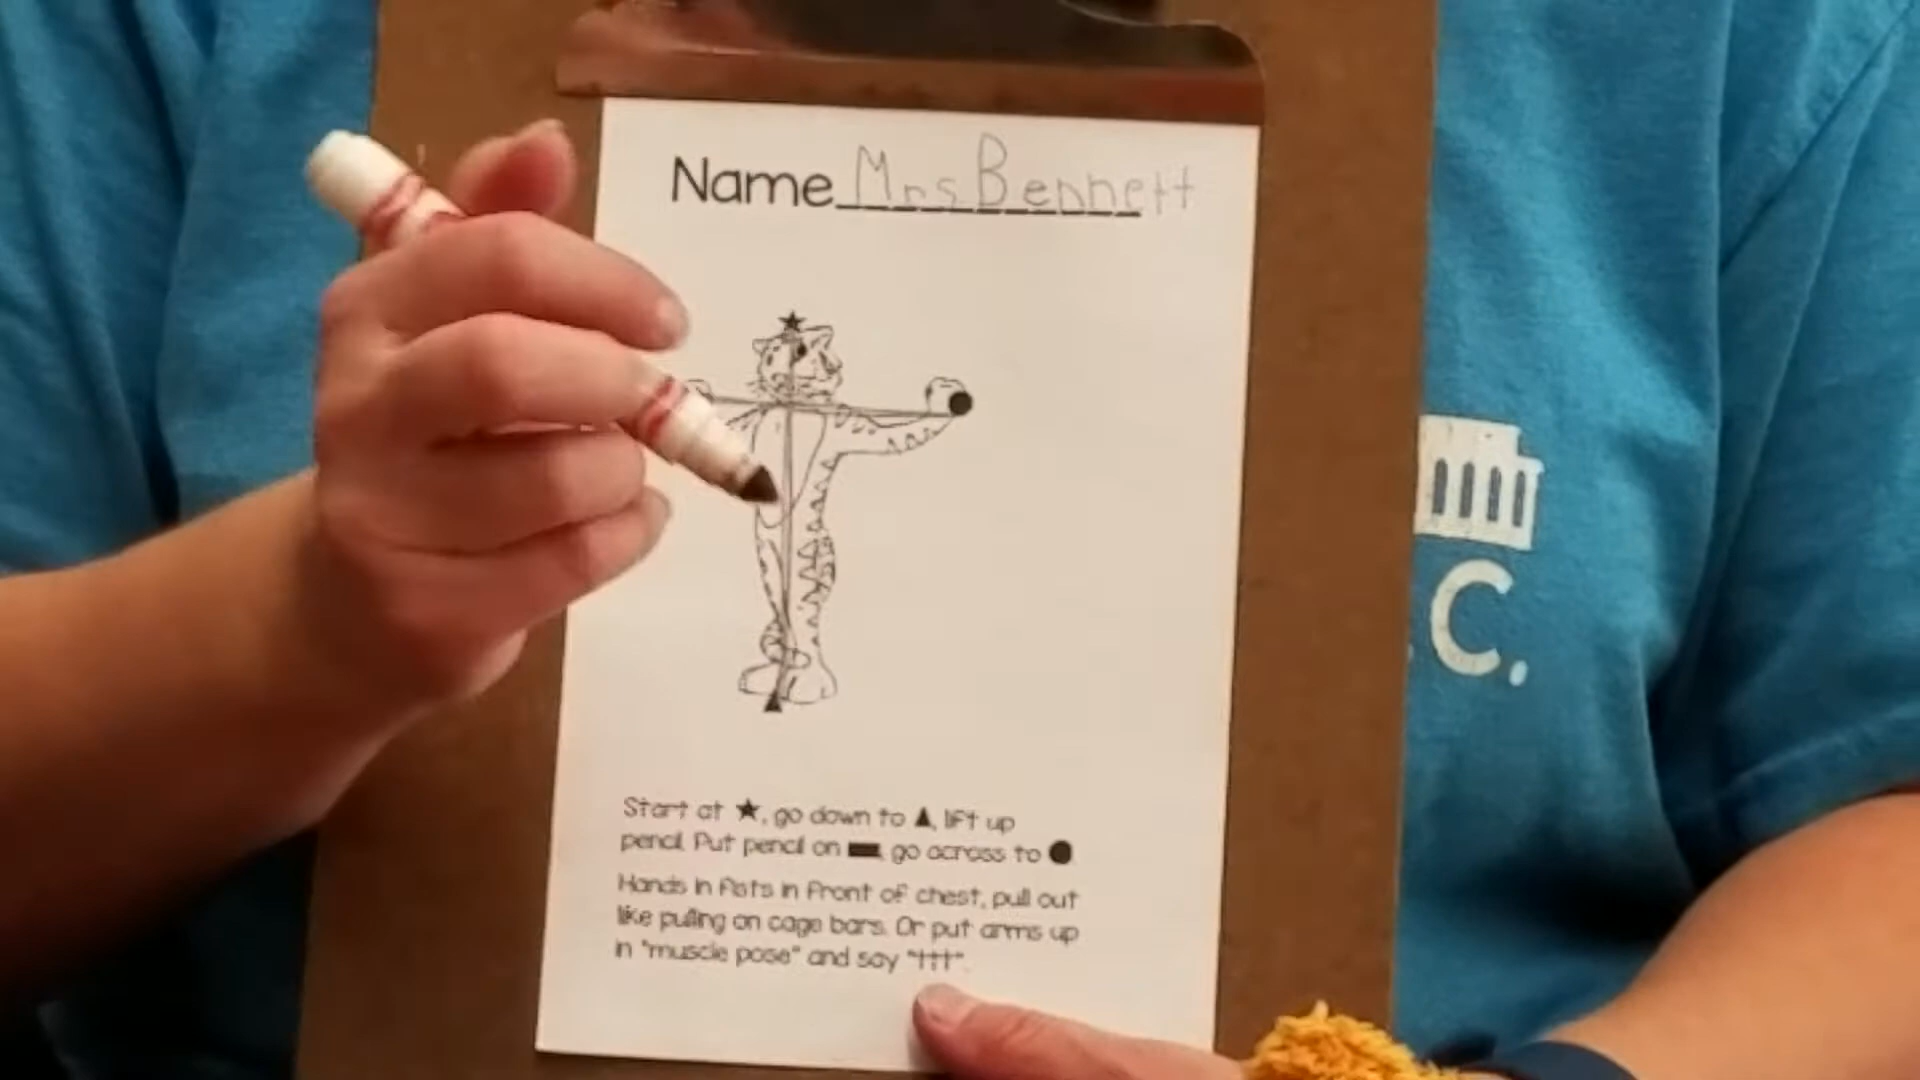 Name Mrs Bennett
Start at ★, go down to ▲, lift up
pencil. Put pencil on ▬, go across to ●
Hands in fists in front of chest, pull out
like pulling on cage bars. Or put arms up
in "muscle pose" and say "ttt".
C.